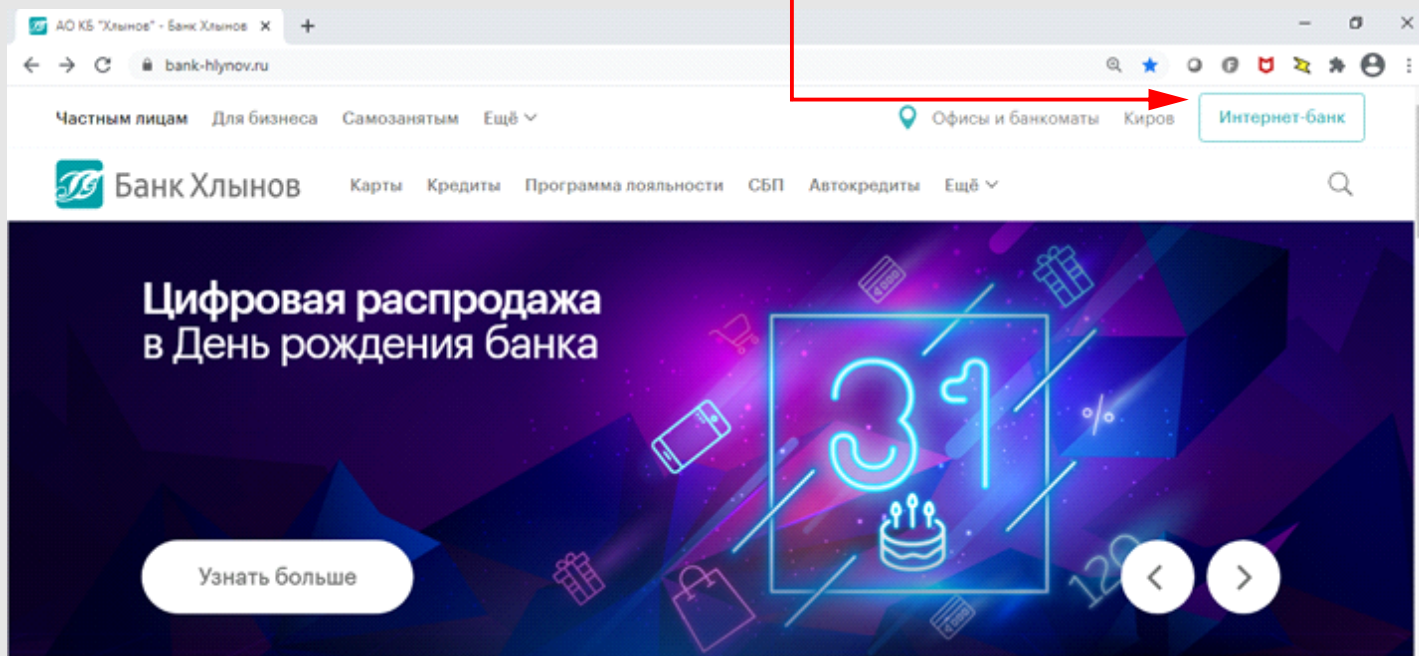 АО КБ "Хлынов" - Банк Хлынов
bank-hlynov.ru
Частным лицам Для бизнеса Самозанятым Ещё Офисы и банкоматы Киров Интернет-банк
Банк Хлынов Карты Кредиты Программа лояльности СБП Автокредиты Ещё
Цифровая распродажа
в День рождения банка
31
%
120
Узнать больше